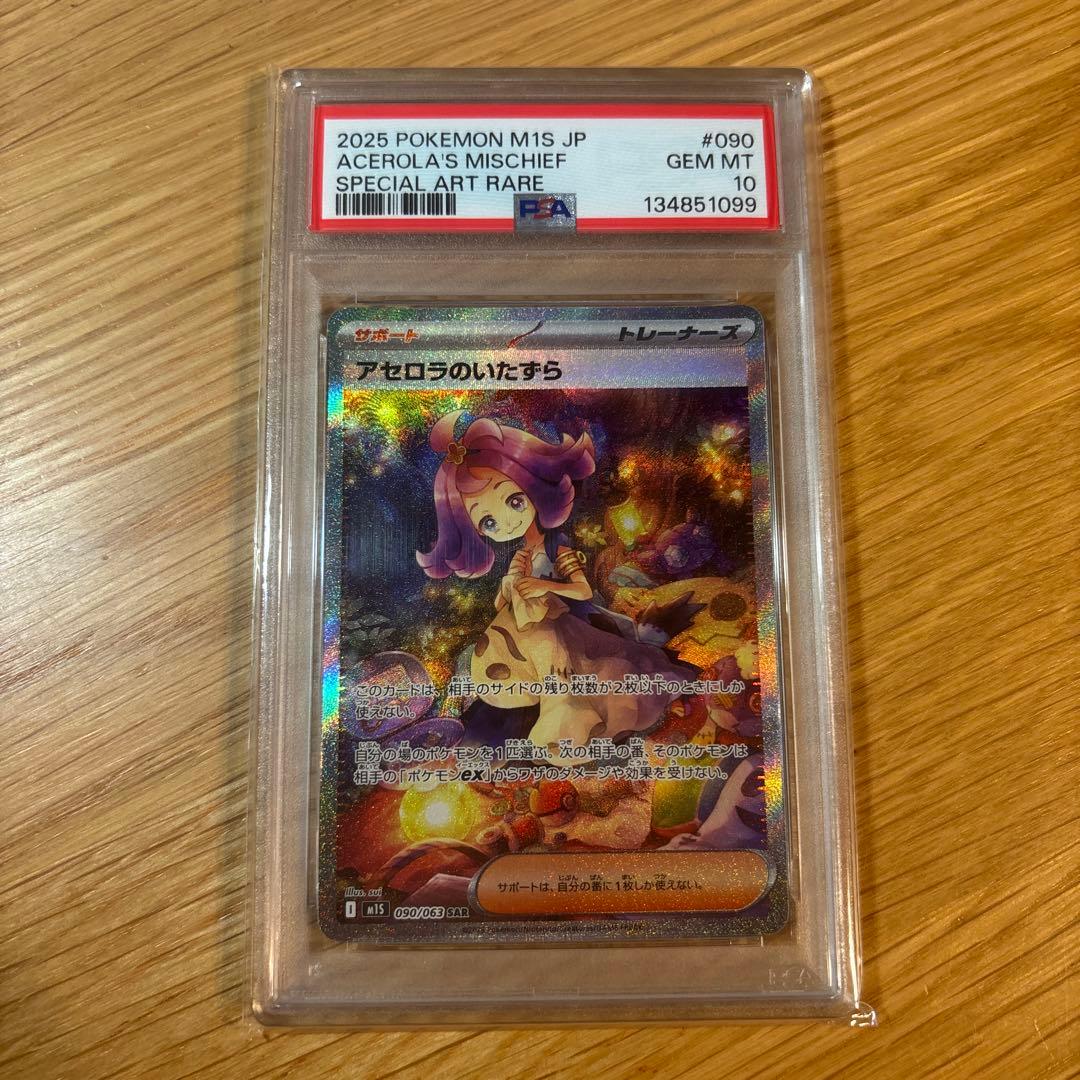 2025 POKEMON M1S JP #090
ACEROLA'S MISCHIEF GEM MT
SPECIAL ART RARE 10
PSA 134851099
サポート トレーナーズ
アセロラのいたずら
このカードは、相手のサイドの残り枚数が2枚以下のときにしか
使えない。
自分の場のポケモンを1匹選ぶ。次の相手の番、そのポケモンは
相手の「ポケモンex」からワザのダメージや効果を受けない。
サポートは、自分の番に1枚しか使えない。
Illus. sui
I M1S 090/063 SAR